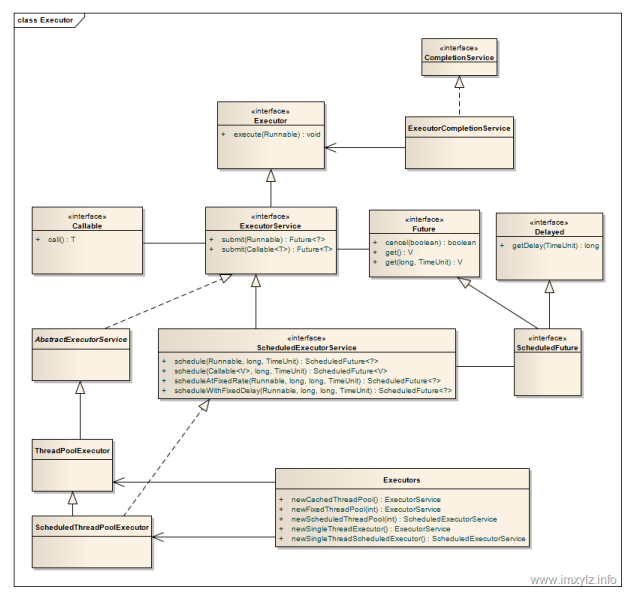 class Executor
«interface»
CompletionService
«interface»
Executor
+ execute(Runnable) : void
ExecutorCompletionService
«interface»
Callable
+ call() : T
«interface»
ExecutorService
+ submit(Runnable) : Future<?>
+ submit(Callable<T>) : Future<T>
«interface»
Future
+ cancel(boolean) : boolean
+ get() : V
+ get(long, TimeUnit) : V
«interface»
Delayed
+ getDelay(TimeUnit) : long
AbstractExecutorService
«interface»
ScheduledExecutorService
+ schedule(Runnable, long, TimeUnit) : ScheduledFuture<?>
+ schedule(Callable<V>, long, TimeUnit) : ScheduledFuture<V>
+ scheduleAtFixedRate(Runnable, long, long, TimeUnit) : ScheduledFuture<?>
+ scheduleWithFixedDelay(Runnable, long, long, TimeUnit) : ScheduledFuture<?>
«interface»
ScheduledFuture
ThreadPoolExecutor
Executors
+ newCachedThreadPool() : ExecutorService
+ newFixedThreadPool(int) : ExecutorService
+ newScheduledThreadPool(int) : ScheduledExecutorService
+ newSingleThreadExecutor() : ExecutorService
+ newSingleThreadScheduledExecutor() : ScheduledExecutorService
ScheduledThreadPoolExecutor
www.imxylz.info